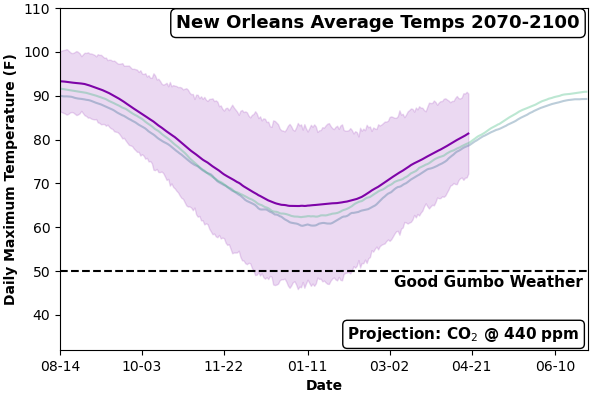 New Orleans Average Temps 2070-2100
Daily Maximum Temperature (F)
110
100
90
80
70
60
50
40
Good Gumbo Weather
Projection: CO₂ @ 440 ppm
08-14 10-03 11-22 01-11 03-02 04-21 06-10
Date